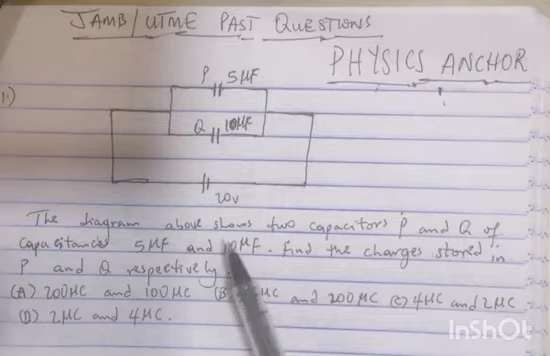 JAMB/UTME PAST QUESTIONS
PHYSICS ANCHOR
1.)
P 5μF
Q 10μF
20v
The diagram above shows two capacitors P and Q of
capacitances 5μF and 10μF. Find the charges stored in
P and Q respectively.
(A) 200μC and 100μC (B) and 200μC (C) 4μC and 2μC
(D) 2μC and 4μC.
InShOt